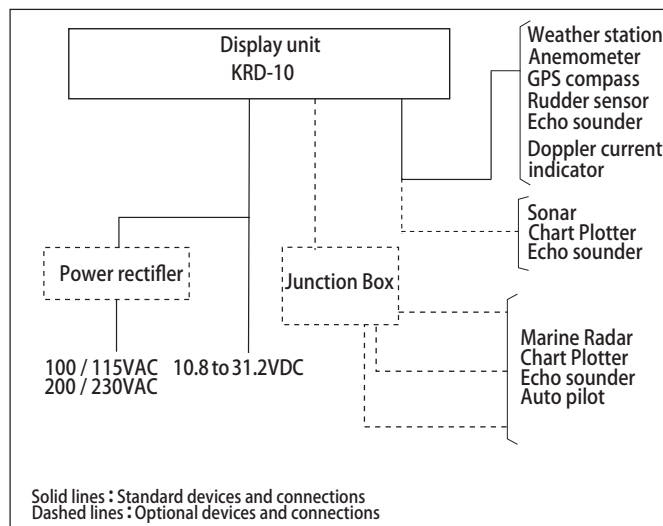 Display unit
KRD-10
Weather station
Anemometer
GPS compass
Rudder sensor
Echo sounder
Doppler current
indicator
Sonar
Chart Plotter
Echo sounder
Power rectifler
Junction Box
100 / 115VAC
200 / 230VAC
10.8 to 31.2VDC
Marine Radar
Chart Plotter
Echo sounder
Auto pilot
Solid lines : Standard devices and connections
Dashed lines : Optional devices and connections